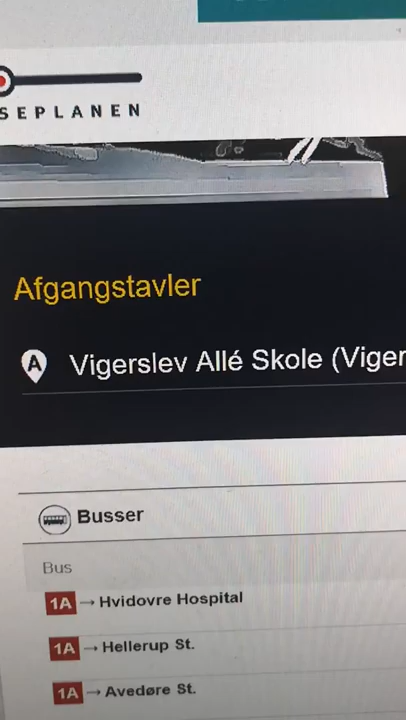 SEPLANEN
Afgangstavler
A
Vigerslev Allé Skole (Viger
Busser
Bus
1A → Hvidovre Hospital
1A → Hellerup St.
1A → Avedøre St.